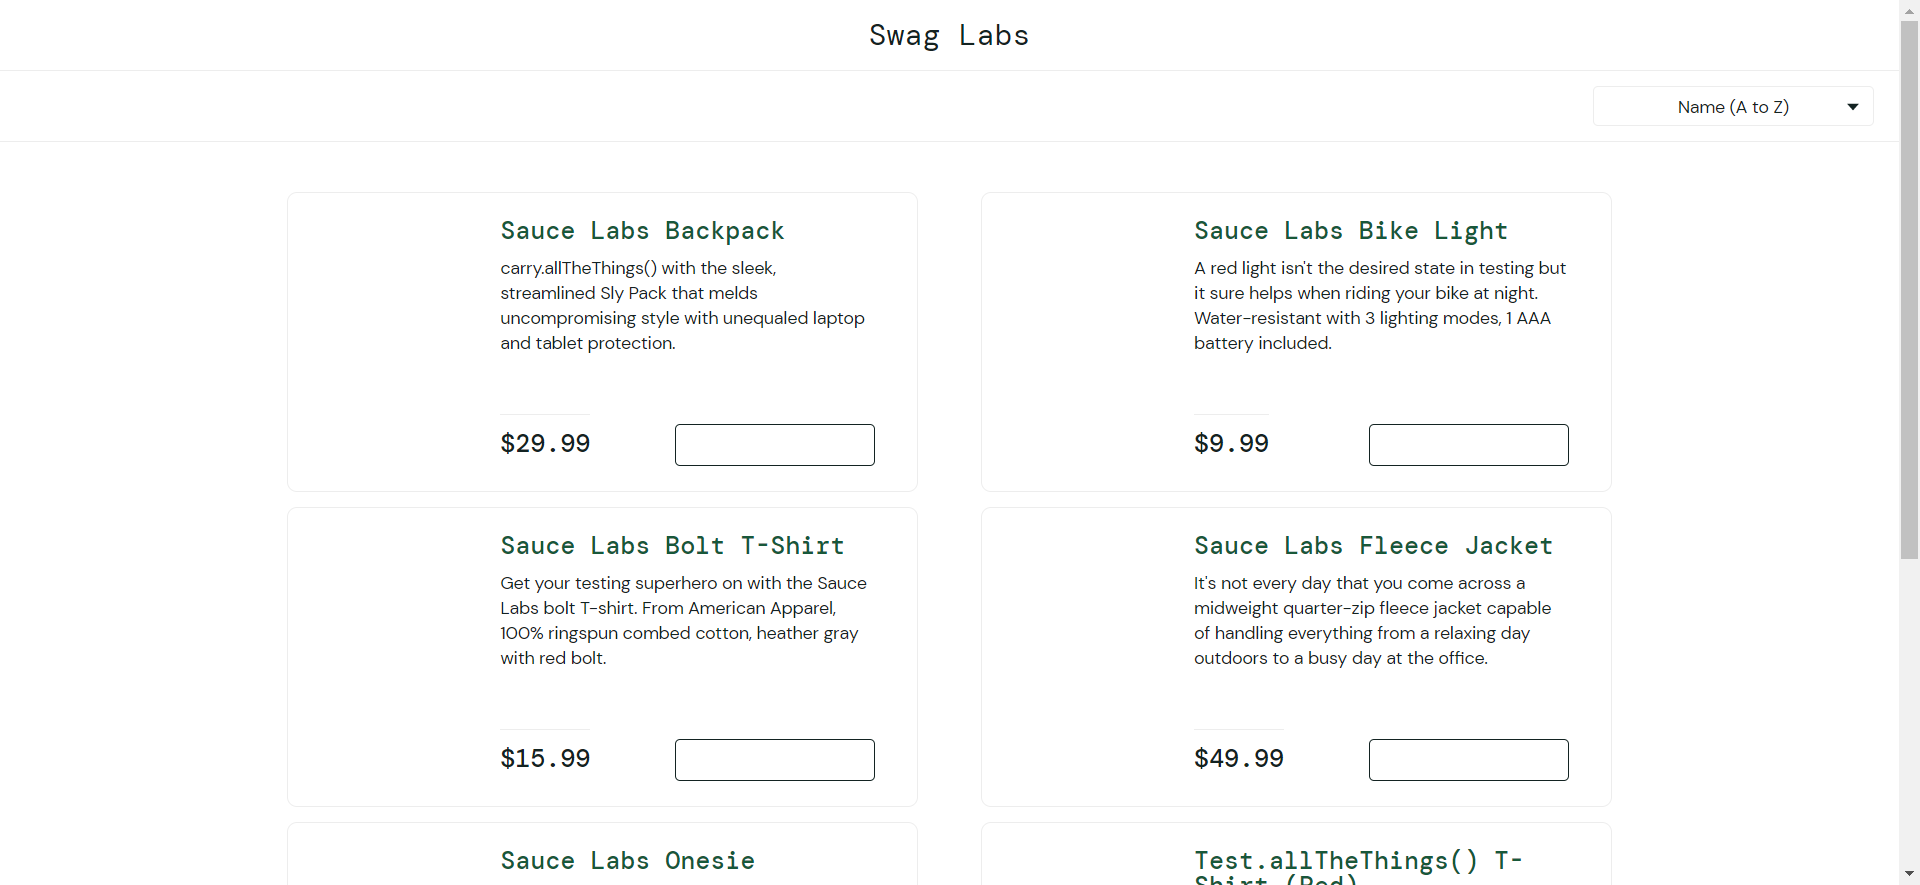 Swag Labs
Name (A to Z)
Sauce Labs Backpack
carry.allTheThings() with the sleek,
streamlined Sly Pack that melds
uncompromising style with unequaled laptop
and tablet protection.
$29.99
Sauce Labs Bike Light
A red light isn't the desired state in testing but
it sure helps when riding your bike at night.
Water-resistant with 3 lighting modes, 1 AAA
battery included.
$9.99
Sauce Labs Bolt T-Shirt
Get your testing superhero on with the Sauce
Labs bolt T-shirt. From American Apparel,
100% ringspun combed cotton, heather gray
with red bolt.
$15.99
Sauce Labs Fleece Jacket
It's not every day that you come across a
midweight quarter-zip fleece jacket capable
of handling everything from a relaxing day
outdoors to a busy day at the office.
$49.99
Sauce Labs Onesie
Test.allTheThings() T-
Shirt (Red)